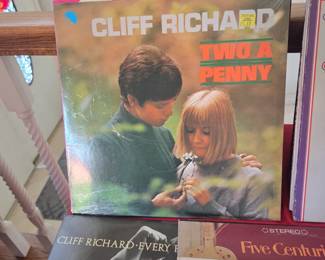 CLIFF RICHARD
TWO A
PENNY
CLIFF RICHARD·EVERY
STEREO
Five Centuri